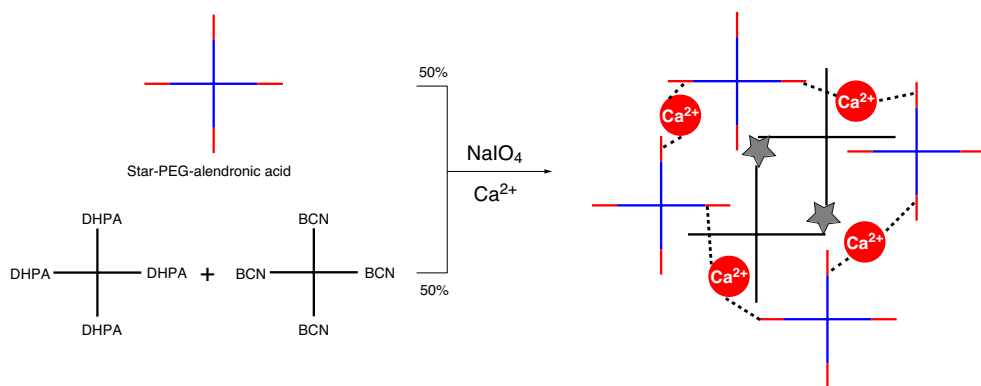 50%
Ca²⁺
Ca²⁺
NaIO₄
Ca²⁺
Star-PEG-alendronic acid
DHPA
BCN
DHPA
DHPA
+
BCN
BCN
50%
DHPA
BCN
Ca²⁺
Ca²⁺